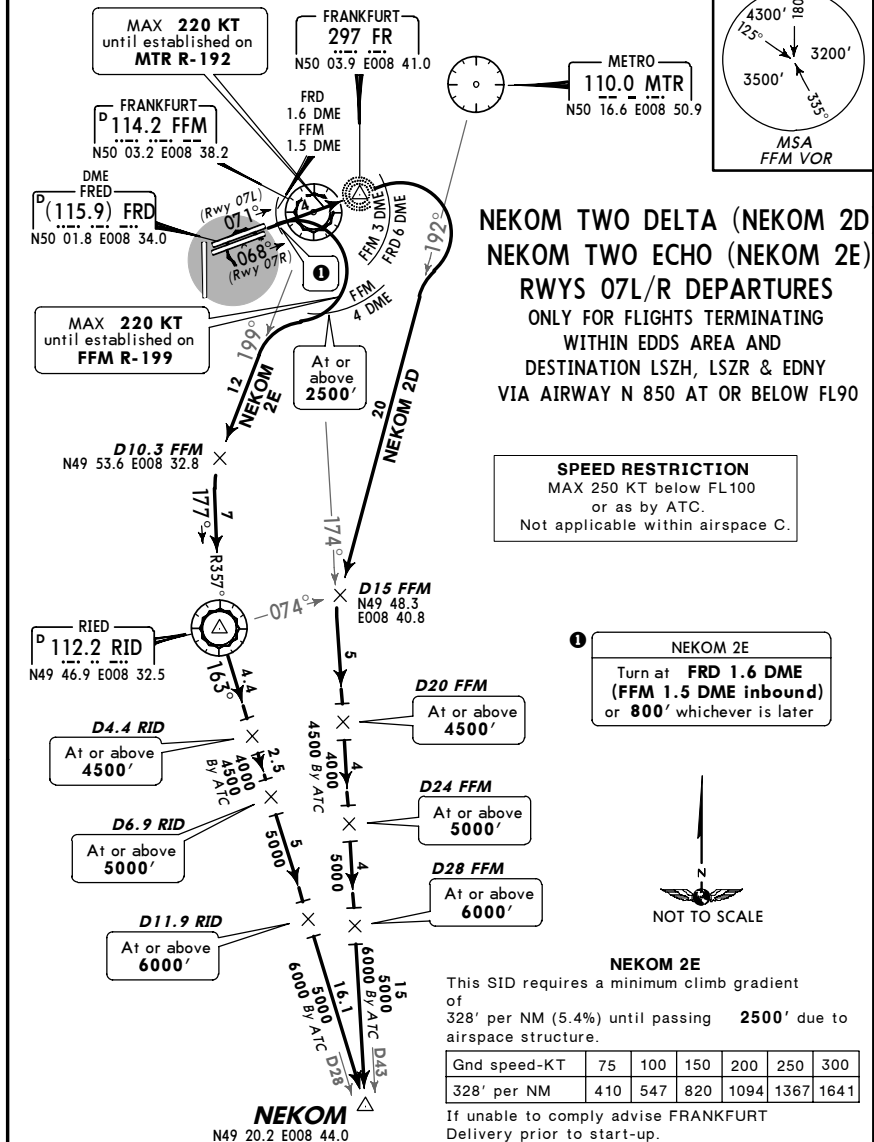 MAX 220 KT
until established on
MTR R-192
FRANKFURT
297 FR
N50 03.9 E008 41.0
METRO
110.0 MTR
N50 16.6 E008 50.9
4300'
180°
125°
3200'
3500'
335°
MSA
FFM VOR
FRANKFURT
D 114.2 FFM
N50 03.2 E008 38.2
FRD
1.6 DME
FFM
1.5 DME
DME
FRED
D (115.9) FRD
N50 01.8 E008 34.0
(Rwy 07L)
071°
4
068°
(Rwy 07R)
FFM 3 DME
FRD 6 DME
192°
1
FFM
4 DME
MAX 220 KT
until established on
FFM R-199
199°
At or
above
2500'
12
NEKOM
2E
20
NEKOM 2D
NEKOM TWO DELTA (NEKOM 2D
NEKOM TWO ECHO (NEKOM 2E)
RWYS 07L/R DEPARTURES
ONLY FOR FLIGHTS TERMINATING
WITHIN EDDS AREA AND
DESTINATION LSZH, LSZR & EDNY
VIA AIRWAY N 850 AT OR BELOW FL90
SPEED RESTRICTION
MAX 250 KT below FL100
or as by ATC.
Not applicable within airspace C.
D10.3 FFM
N49 53.6 E008 32.8
177°
7
R357°
174°
074°
D15 FFM
N49 48.3
E008 40.8
RIED
D 112.2 RID
N49 46.9 E008 32.5
163°
4.4
5
1
NEKOM 2E
Turn at FRD 1.6 DME
(FFM 1.5 DME inbound)
or 800' whichever is later
D20 FFM
At or above
4500'
D4.4 RID
At or above
4500'
2.5
4000
4500 By ATC
4
4000
4500 By ATC
D24 FFM
At or above
5000'
D6.9 RID
At or above
5000'
5
5000
4
5000
D28 FFM
At or above
6000'
D11.9 RID
At or above
6000'
16.1
5000
6000 By ATC
15
5000
6000 By ATC
D28
D43
NEKOM
N49 20.2 E008 44.0
N
NOT TO SCALE
NEKOM 2E
This SID requires a minimum climb gradient
of
328' per NM (5.4%) until passing 2500' due to
airspace structure.
Gnd speed-KT 75 100 150 200 250 300
328' per NM 410 547 820 1094 1367 1641
If unable to comply advise FRANKFURT
Delivery prior to start-up.